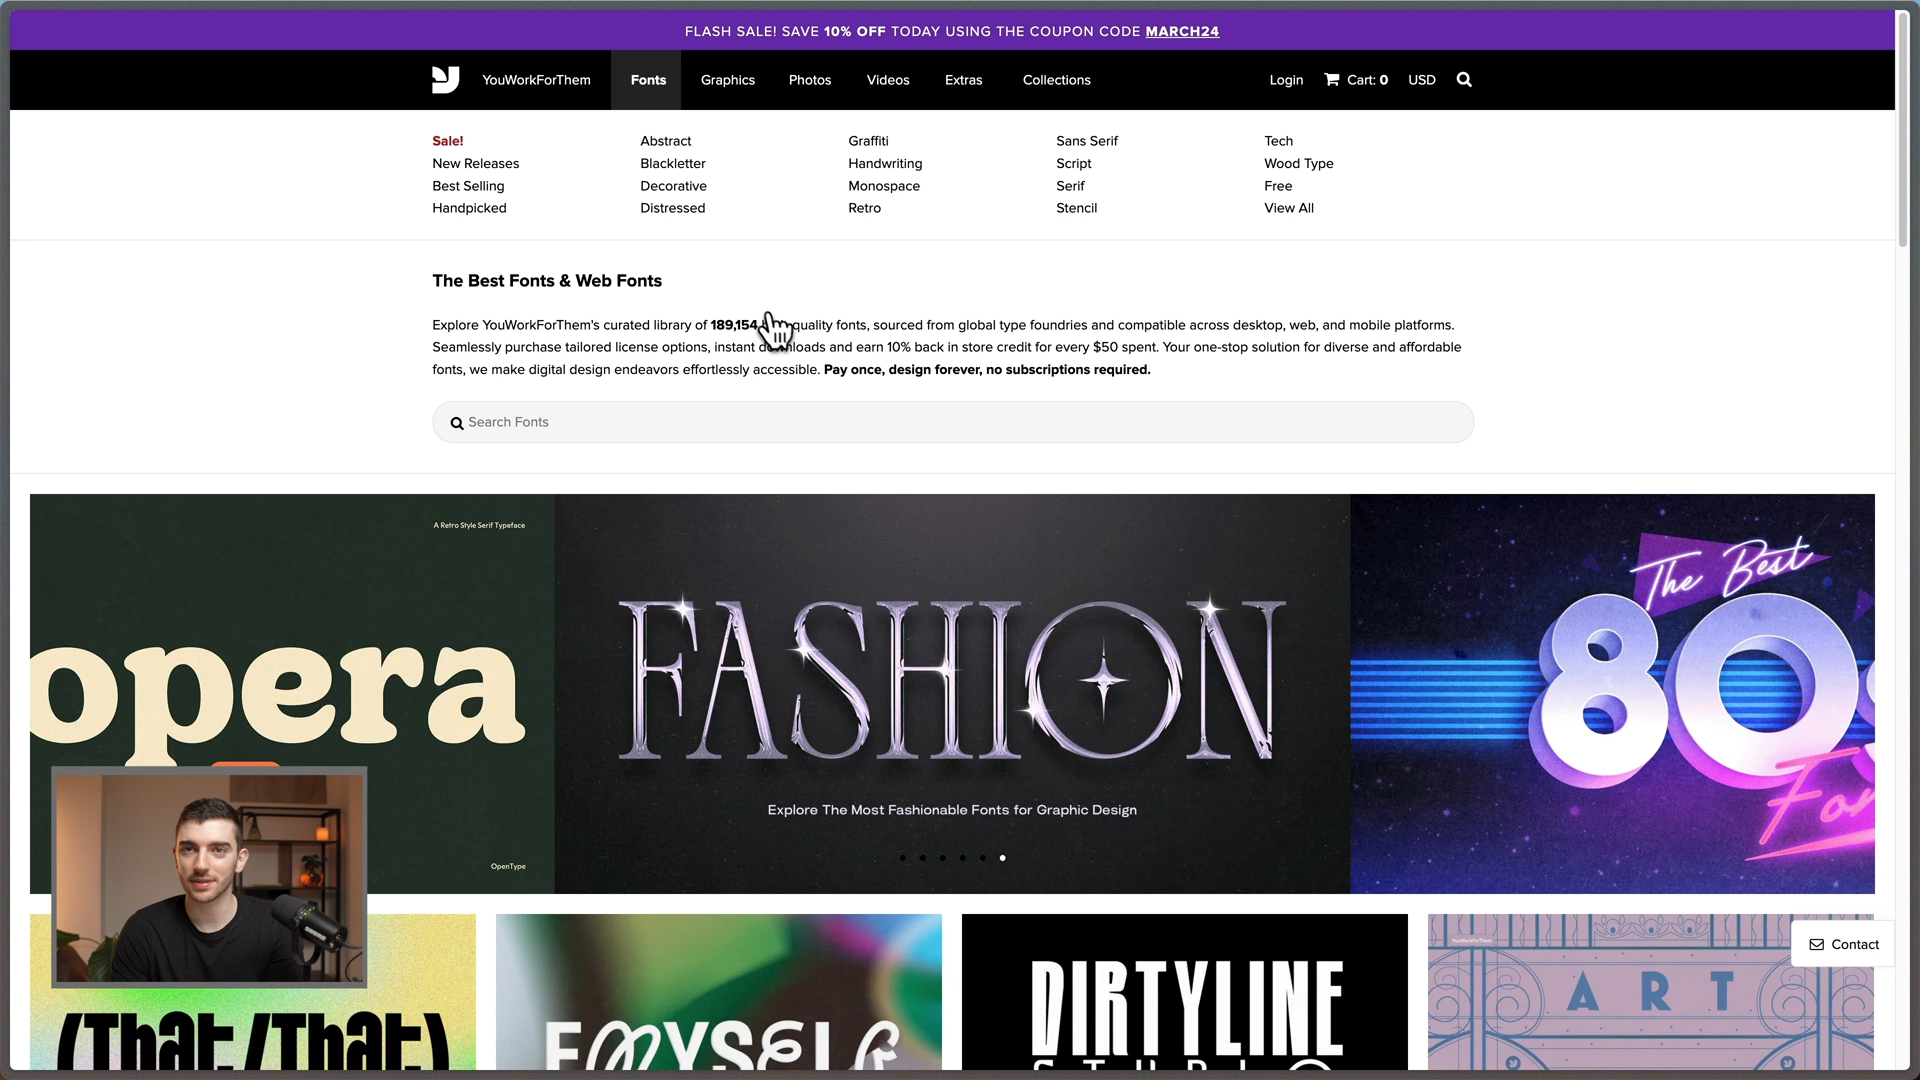 FLASH SALE! SAVE 10% OFF TODAY USING THE COUPON CODE MARCH24
YouWorkForThem
Fonts
Graphics
Photos
Videos
Extras
Collections
Login
Cart: 0
USD
Sale!
New Releases
Best Selling
Handpicked
Abstract
Blackletter
Decorative
Distressed
Graffiti
Handwriting
Monospace
Retro
Sans Serif
Script
Serif
Stencil
Tech
Wood Type
Free
View All
The Best Fonts & Web Fonts
Explore YouWorkForThem's curated library of 189,154 quality fonts, sourced from global type foundries and compatible across desktop, web, and mobile platforms.
Seamlessly purchase tailored license options, instant downloads and earn 10% back in store credit for every $50 spent. Your one-stop solution for diverse and affordable
fonts, we make digital design endeavors effortlessly accessible. Pay once, design forever, no subscriptions required.
Search Fonts
A Retro Style Serif Typeface
opera
OpenType
FASHION
Explore The Most Fashionable Fonts for Graphic Design
The Best
80s
(That/That)
DIRTYLINE
STUDIO
YouWorkForThem
ART
Contact